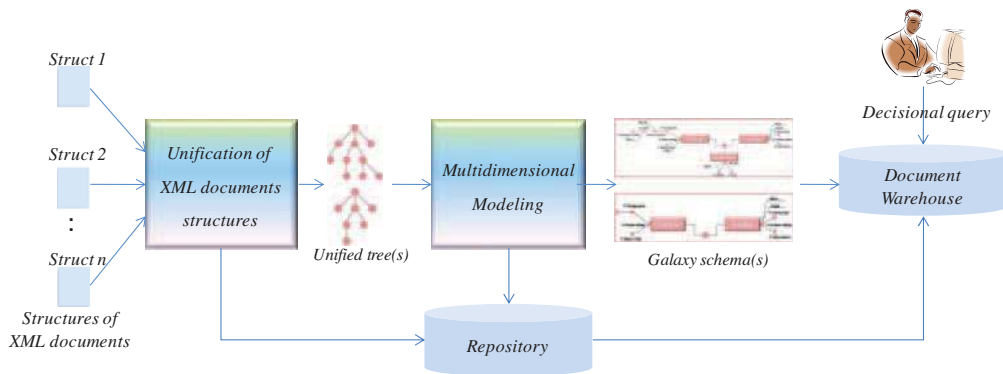 Struct 1
Struct 2
:
Struct n
Structures of
XML documents
Unification of
XML documents
structures
Unified tree(s)
Multidimensional
Modeling
Galaxy schema(s)
Repository
Decisional query
Document
Warehouse